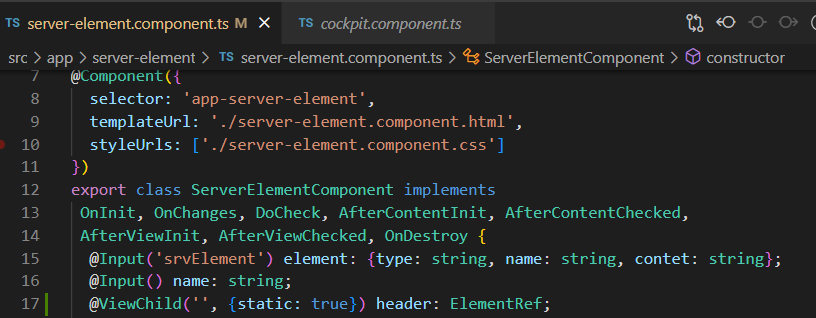 TS server-element.component.ts M
TS cockpit.component.ts
src > app > server-element > TS server-element.component.ts > ServerElementComponent > constructor
7 @Component({
8 selector: 'app-server-element',
9 templateUrl: './server-element.component.html',
10 styleUrls: ['./server-element.component.css']
11 })
12 export class ServerElementComponent implements
13 OnInit, OnChanges, DoCheck, AfterContentInit, AfterContentChecked,
14 AfterViewInit, AfterViewChecked, OnDestroy {
15 @Input('srvElement') element: {type: string, name: string, contet: string};
16 @Input() name: string;
17 @ViewChild('', {static: true}) header: ElementRef;